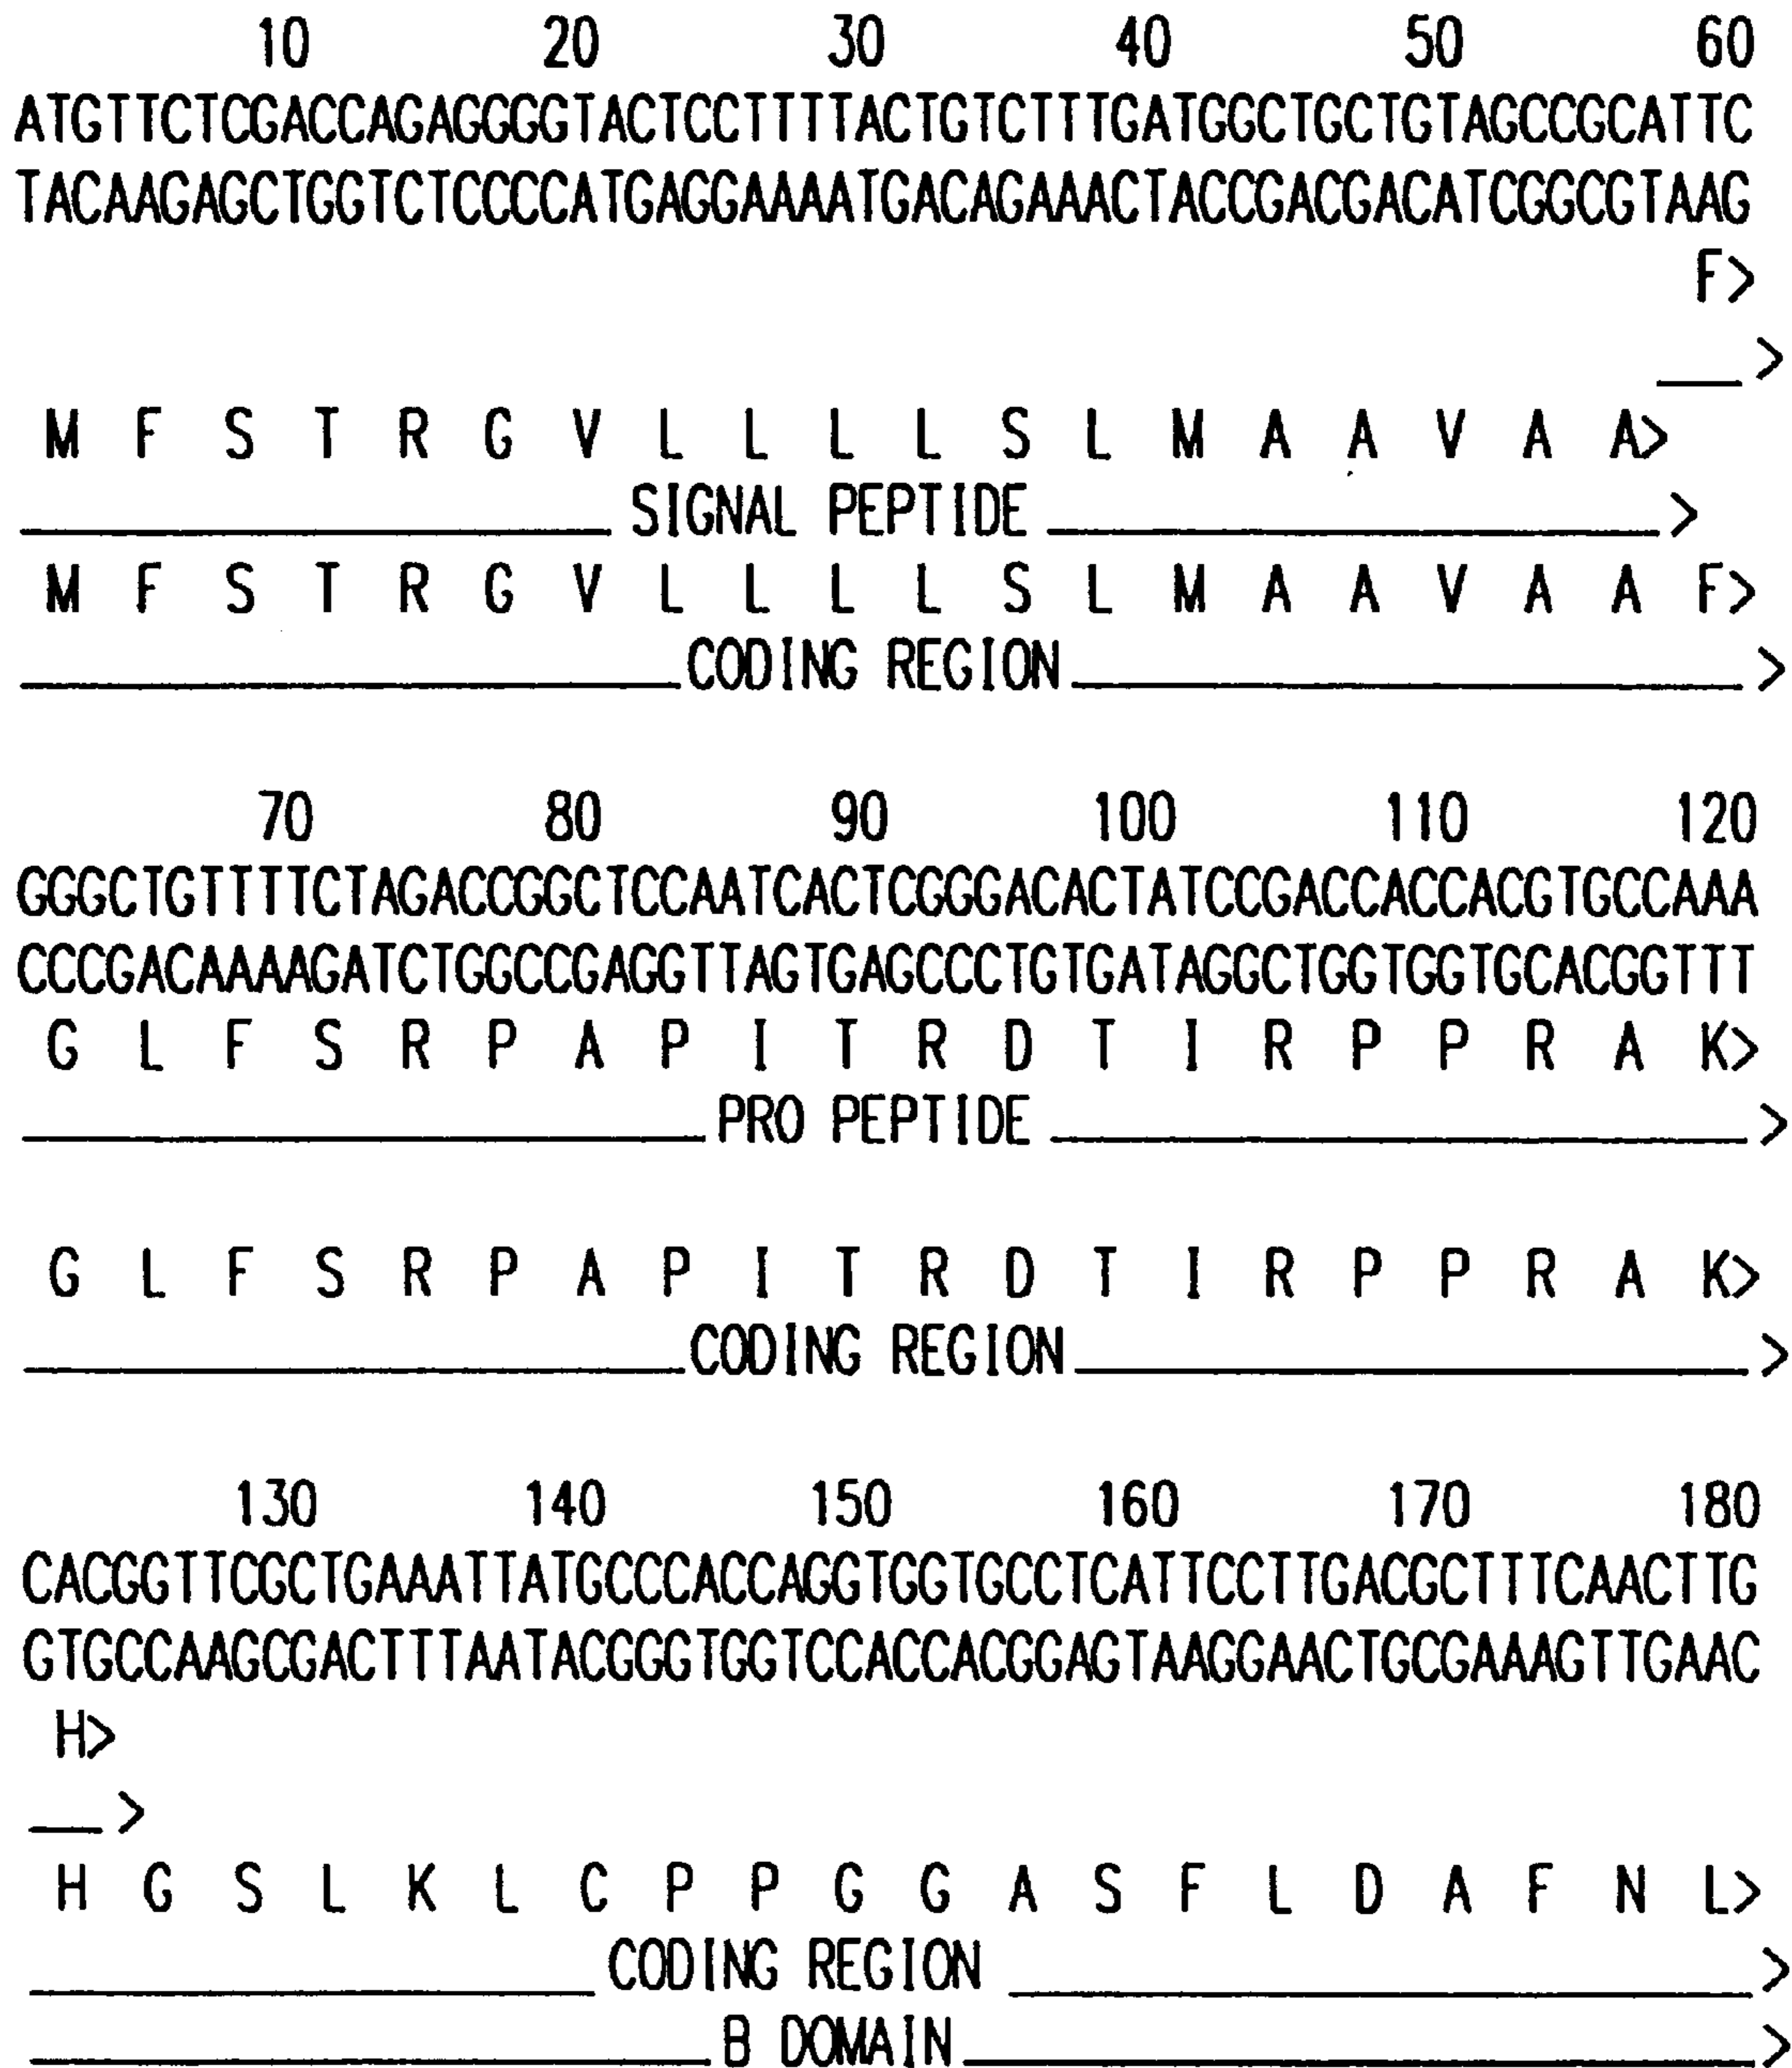 10 20 30 40 50 60
ATGTTCTCGACCAGAGGGGTACTCCTTTTACTGTCTTTGATGGCTGCTGTAGCCGCATTC
TACAAGAGCTGGTCTCCCCATGAGGAAAATGACAGAAACTACCGACGACATCGGCGTAAG
F>
>
M F S T R G V L L L L S L M A A V A A>
SIGNAL PEPTIDE >
M F S T R G V L L L L S L M A A V A A F>
CODING REGION >
70 80 90 100 110 120
GGGCTGTTTTCTAGACCGGCTCCAATCACTCGGGACACTATCCGACCACCACGTGCCAAA
CCCGACAAAAGATCTGGCCGAGGTTAGTGAGCCCTGTGATAGGCTGGTGGTGCACGGTTT
G L F S R P A P I T R D T I R P P R A K>
PRO PEPTIDE >
G L F S R P A P I T R D T I R P P R A K>
CODING REGION >
130 140 150 160 170 180
CACGGTTCGCTGAAATTATGCCCACCAGGTGGTGCCTCATTCCTTGACGCTTTCAACTTG
GTGCCAAGCGACTTTAATACGGGTGGTCCACCACGGAGTAAGGAACTGCGAAAGTTGAAC
H>
>
H G S L K L C P P G G A S F L D A F N L>
CODING REGION >
B DOMAIN >